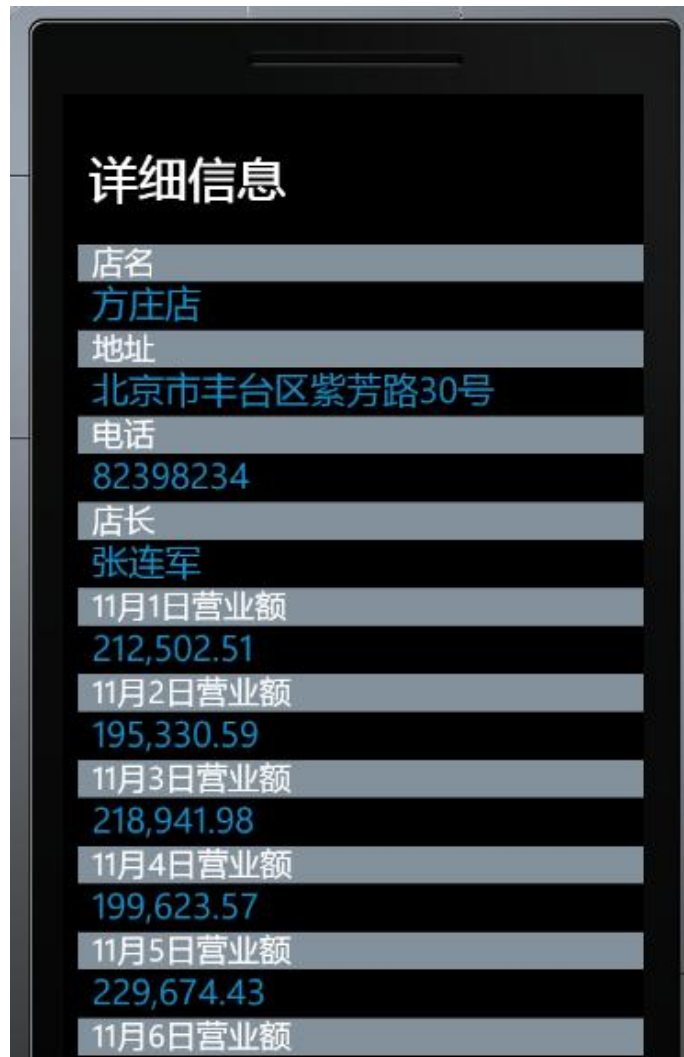 详细信息
店名
方庄店
地址
北京市丰台区紫芳路30号
电话
82398234
店长
张连军
11月1日营业额
212,502.51
11月2日营业额
195,330.59
11月3日营业额
218,941.98
11月4日营业额
199,623.57
11月5日营业额
229,674.43
11月6日营业额